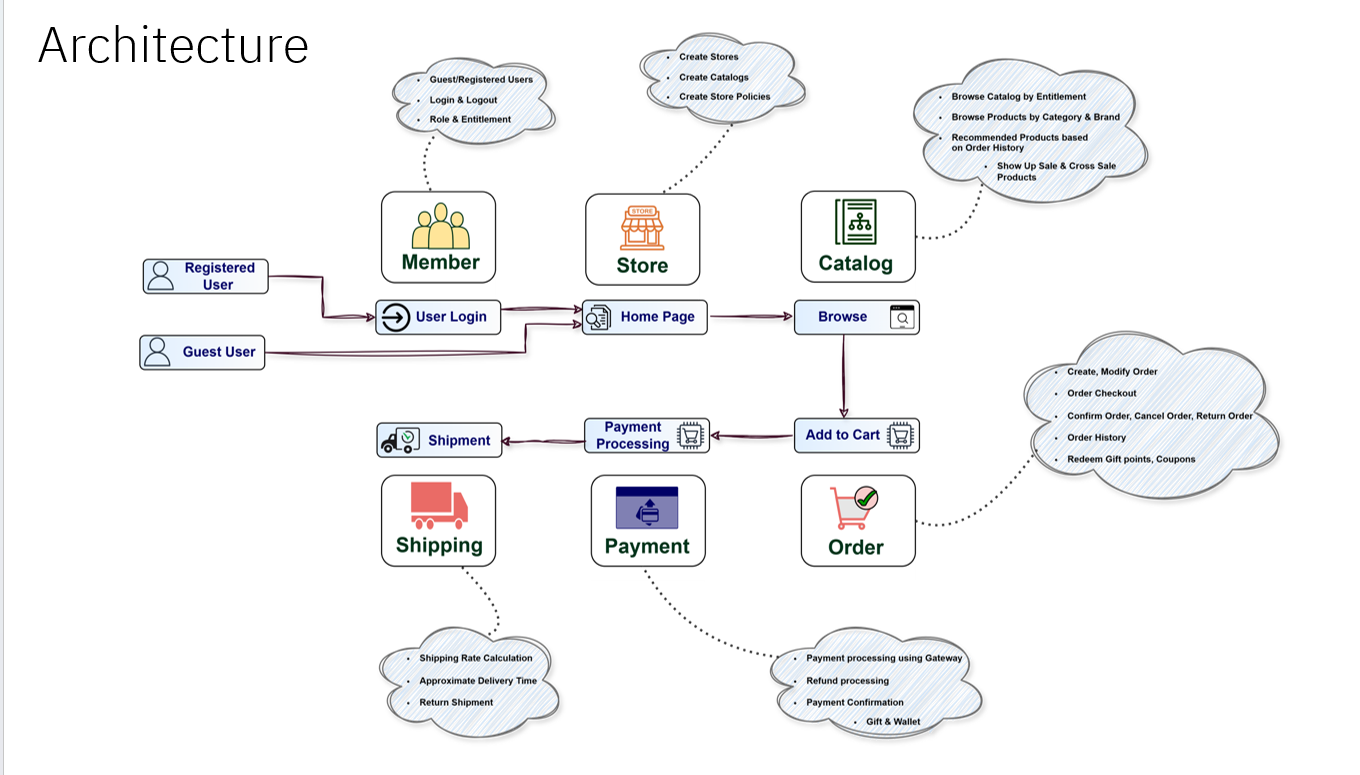 Architecture
Guest/Registered Users
Login & Logout
Role & Entitlement
Create Stores
Create Catalogs
Create Store Policies
Browse Catalog by Entitlement
Browse Products by Category & Brand
Recommended Products based
on Order History
Show Up Sale & Cross Sale
Products
Member
STORE
Store
Catalog
Registered
User
User Login
Home Page
Browse
Guest User
Create, Modify Order
Order Checkout
Confirm Order, Cancel Order, Return Order
Order History
Redeem Gift points, Coupons
Shipment
Payment
Processing
Add to Cart
Shipping
Payment
Order
Shipping Rate Calculation
Approximate Delivery Time
Return Shipment
Payment processing using Gateway
Refund processing
Payment Confirmation
Gift & Wallet